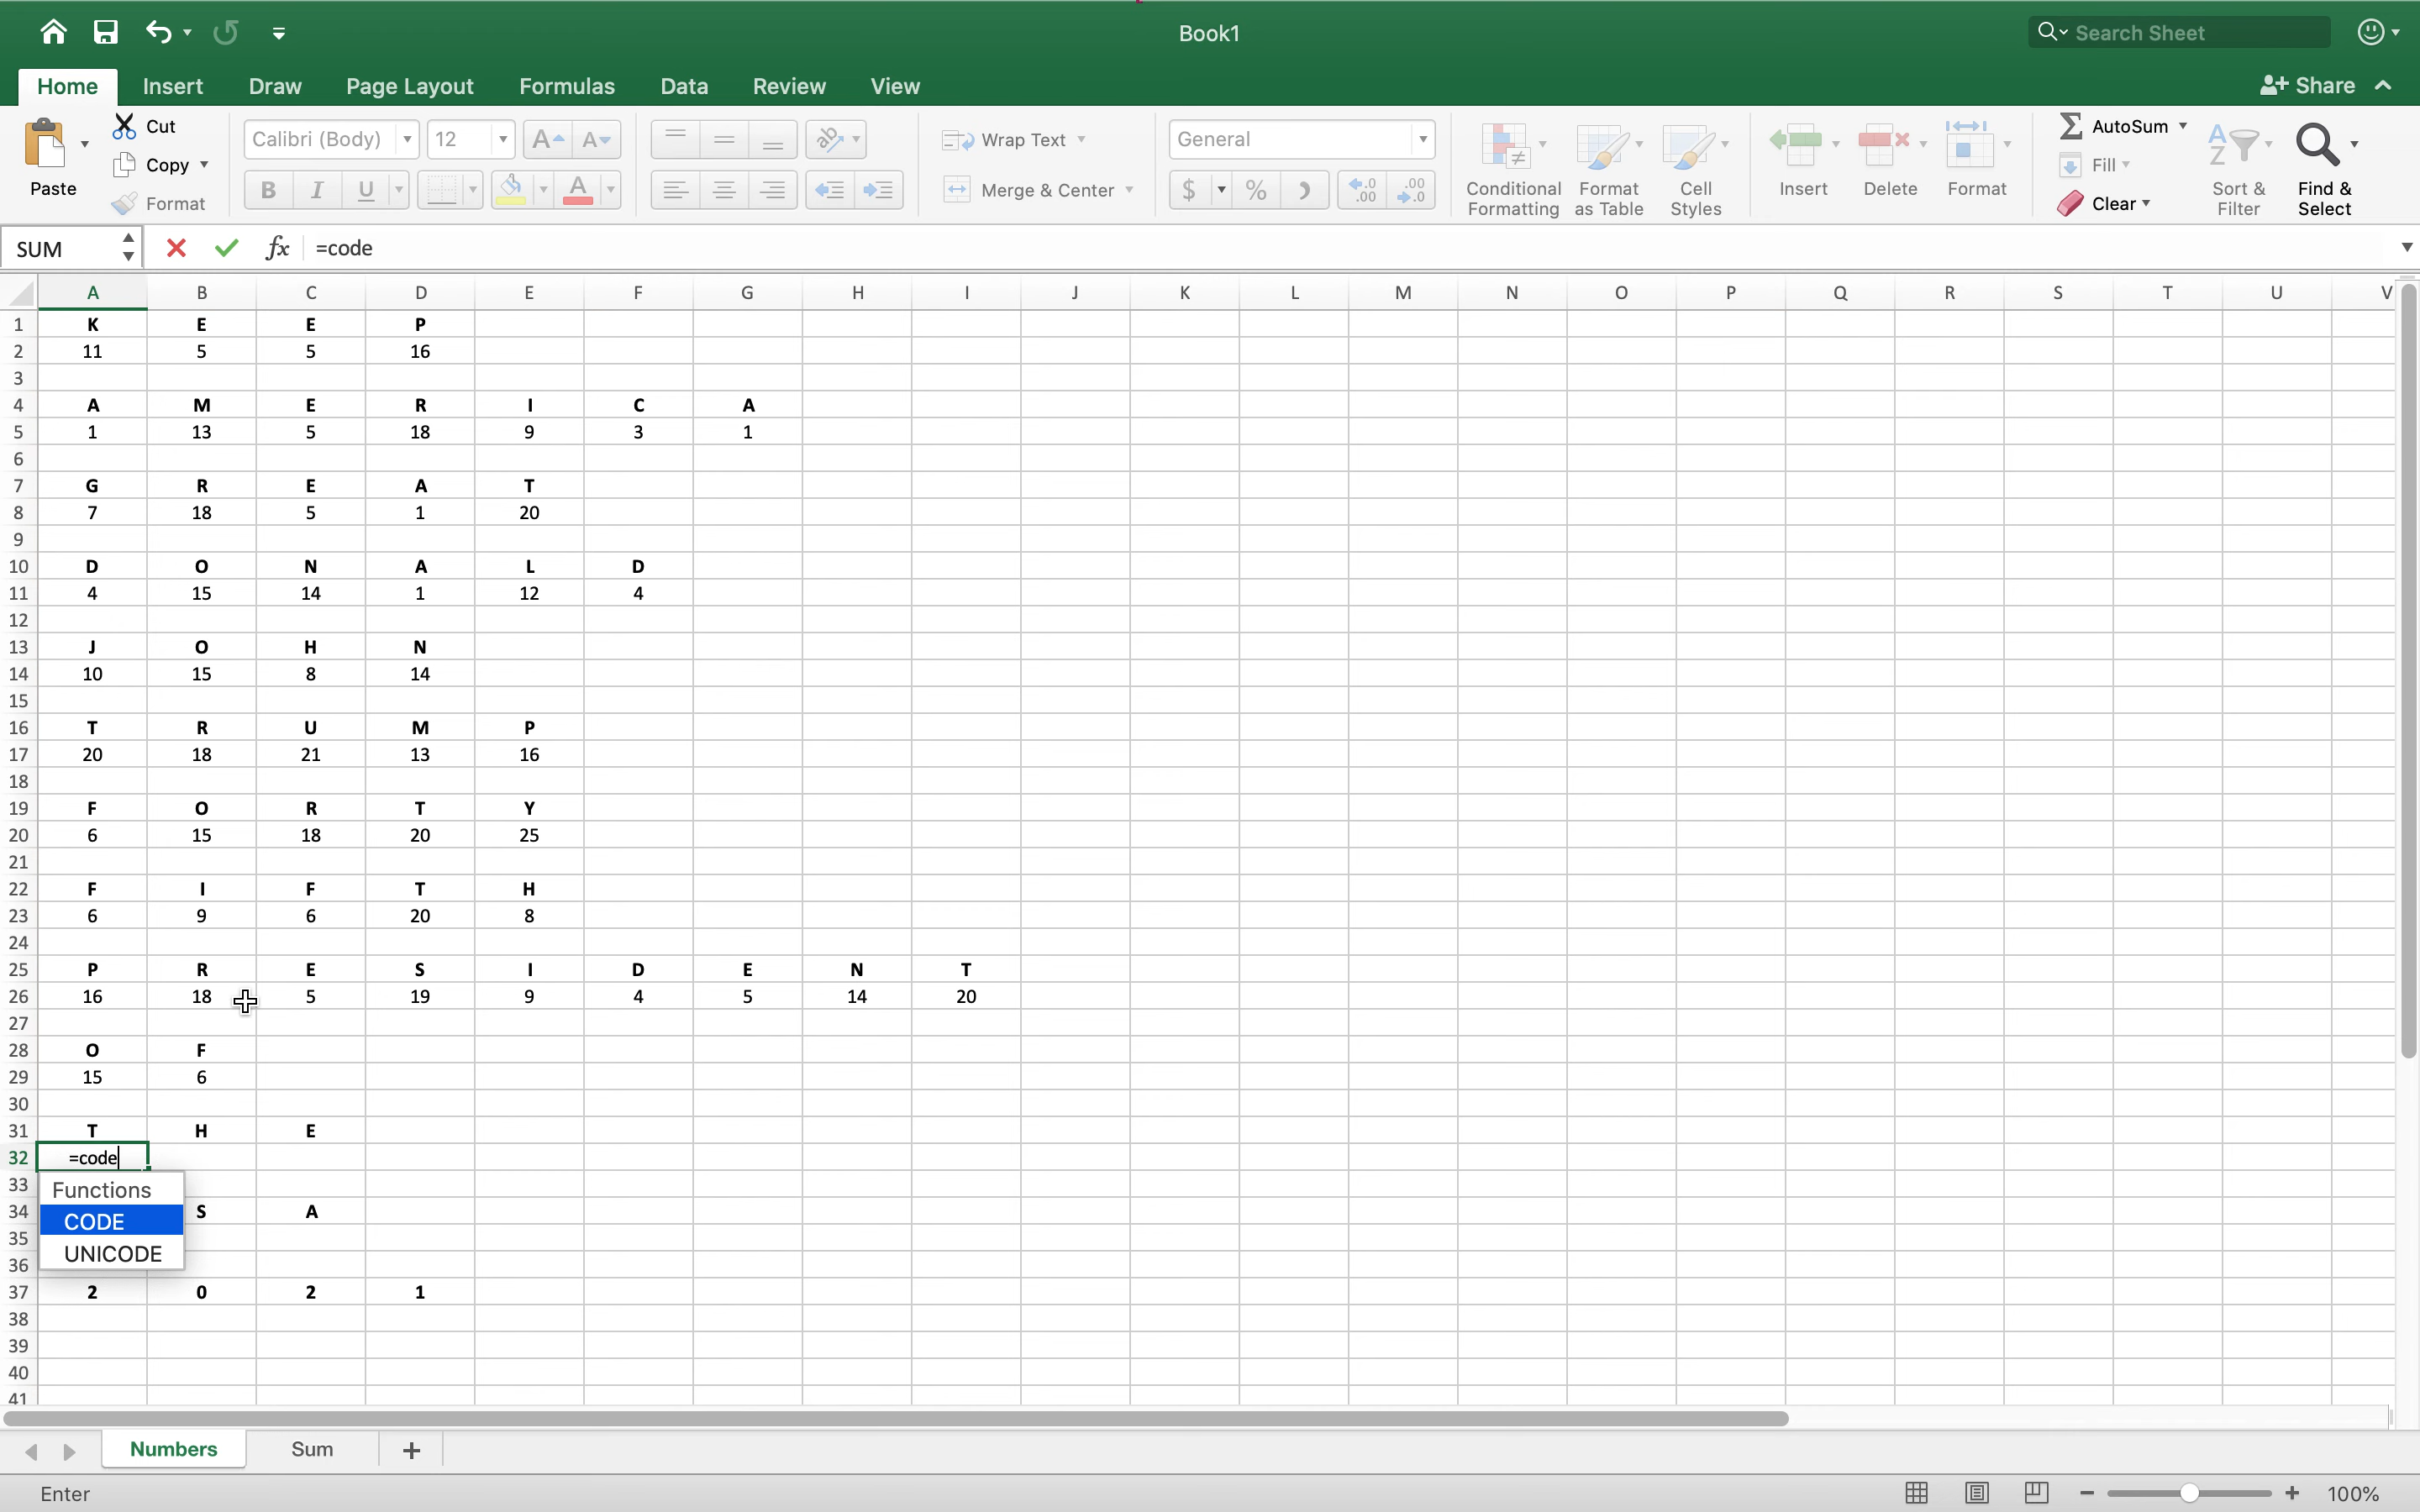 Book1
Search Sheet
Home Insert Draw Page Layout Formulas Data Review View
Share
Paste
Cut
Copy
Format
Calibri (Body)
12
A A
B I U
A
ab
Wrap Text
Merge & Center
General
$ % )
.0 .00
.00 .0
Conditional Formatting
Format as Table
Cell Styles
Insert
Delete
Format
AutoSum
Fill
Clear
A Z
Sort & Filter
Find & Select
SUM fx =code
A B C D E F G H I J K L M N O P Q R S T U V
1 K E E P
2 11 5 5 16
3
4 A M E R I C A
5 1 13 5 18 9 3 1
6
7 G R E A T
8 7 18 5 1 20
9
10 D O N A L D
11 4 15 14 1 12 4
12
13 J O H N
14 10 15 8 14
15
16 T R U M P
17 20 18 21 13 16
18
19 F O R T Y
20 6 15 18 20 25
21
22 F I F T H
23 6 9 6 20 8
24
25 P R E S I D E N T
26 16 18 5 19 9 4 5 14 20
27
28 O F
29 15 6
30
31 T H E
32 =code
33 Functions
34 CODE S A
35
36 UNICODE
37 2 0 2 1
38
39
40
41
Numbers Sum +
Enter
100%